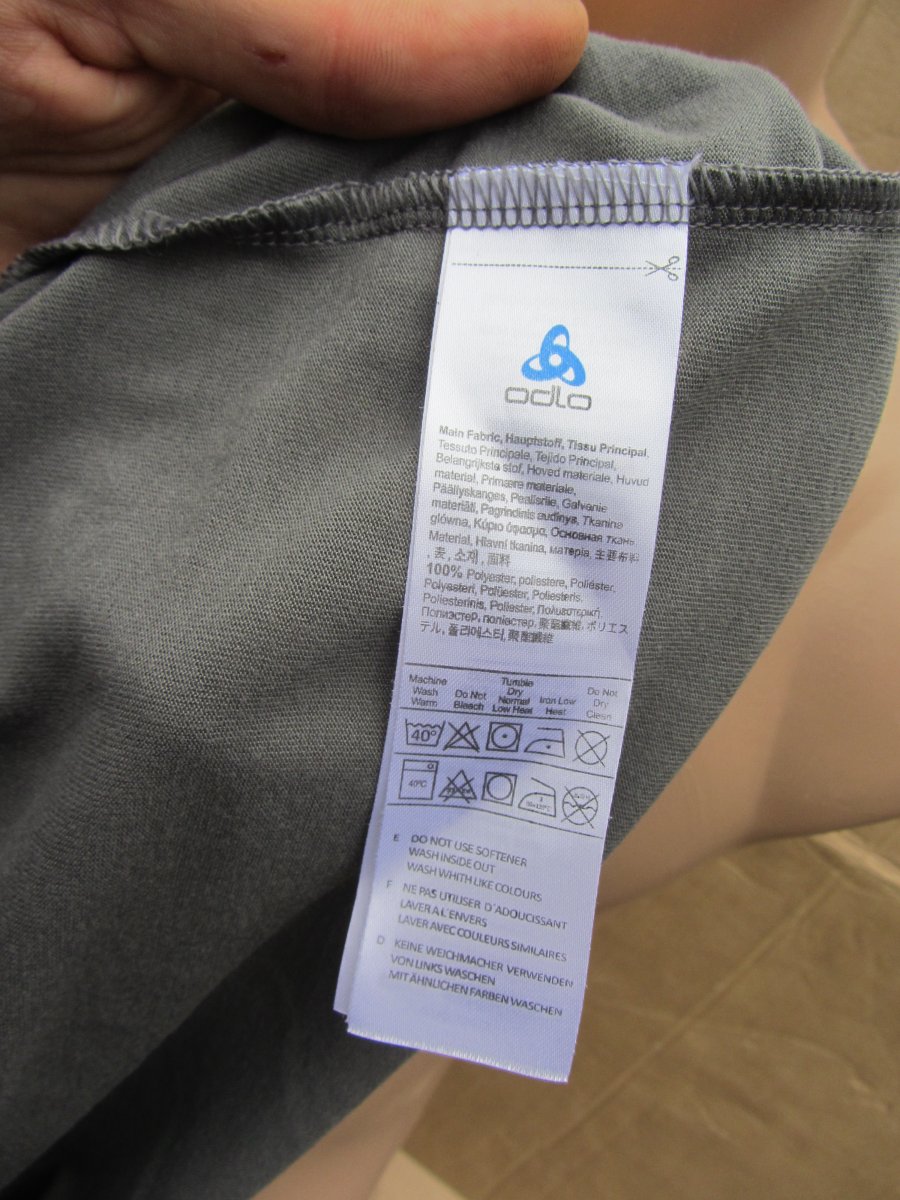 odlo
Main Fabric, Hauptstoff, Tissu Principal,
Tessuto Principale, Tejido Principal,
Belangrijkste stof, Hoved materiale, Huvud
material, Primære materiale,
Päällyskangas, Pealisriie, Galvanie
materiāli, Pagrindinis audinys, Tkanina
główna, Κύριο ύφασμα, Основная ткань,
Material, Hlavní tkanina, материја, 主要布料
, 表, 소재, 面料
100% Polyester, poliestere, Poliéster,
Polyesteri, Polüester, Poliesteris,
Poliesterinis, Poliester, Πολυεστερική
Полиэстер, полиестер, 聚酯纖維, ポリエス
テル, 폴리에스터, 聚酯纖維
Machine Wash Warm
Do Not Bleach
Tumble Dry Normal Low Heat
Iron Low Heat
Do Not Dry Clean
40°
40°C
E DO NOT USE SOFTENER
WASH INSIDE OUT
WASH WHITH LIKE COLOURS
F NE PAS UTILISER D'ADOUCISSANT
LAVER A L'ENVERS
LAVER AVEC COULEURS SIMILAIRES
D KEINE WEICHMACHER VERWENDEN
VON LINKS WASCHEN
MIT ÄHNLICHEN FARBEN WASCHEN